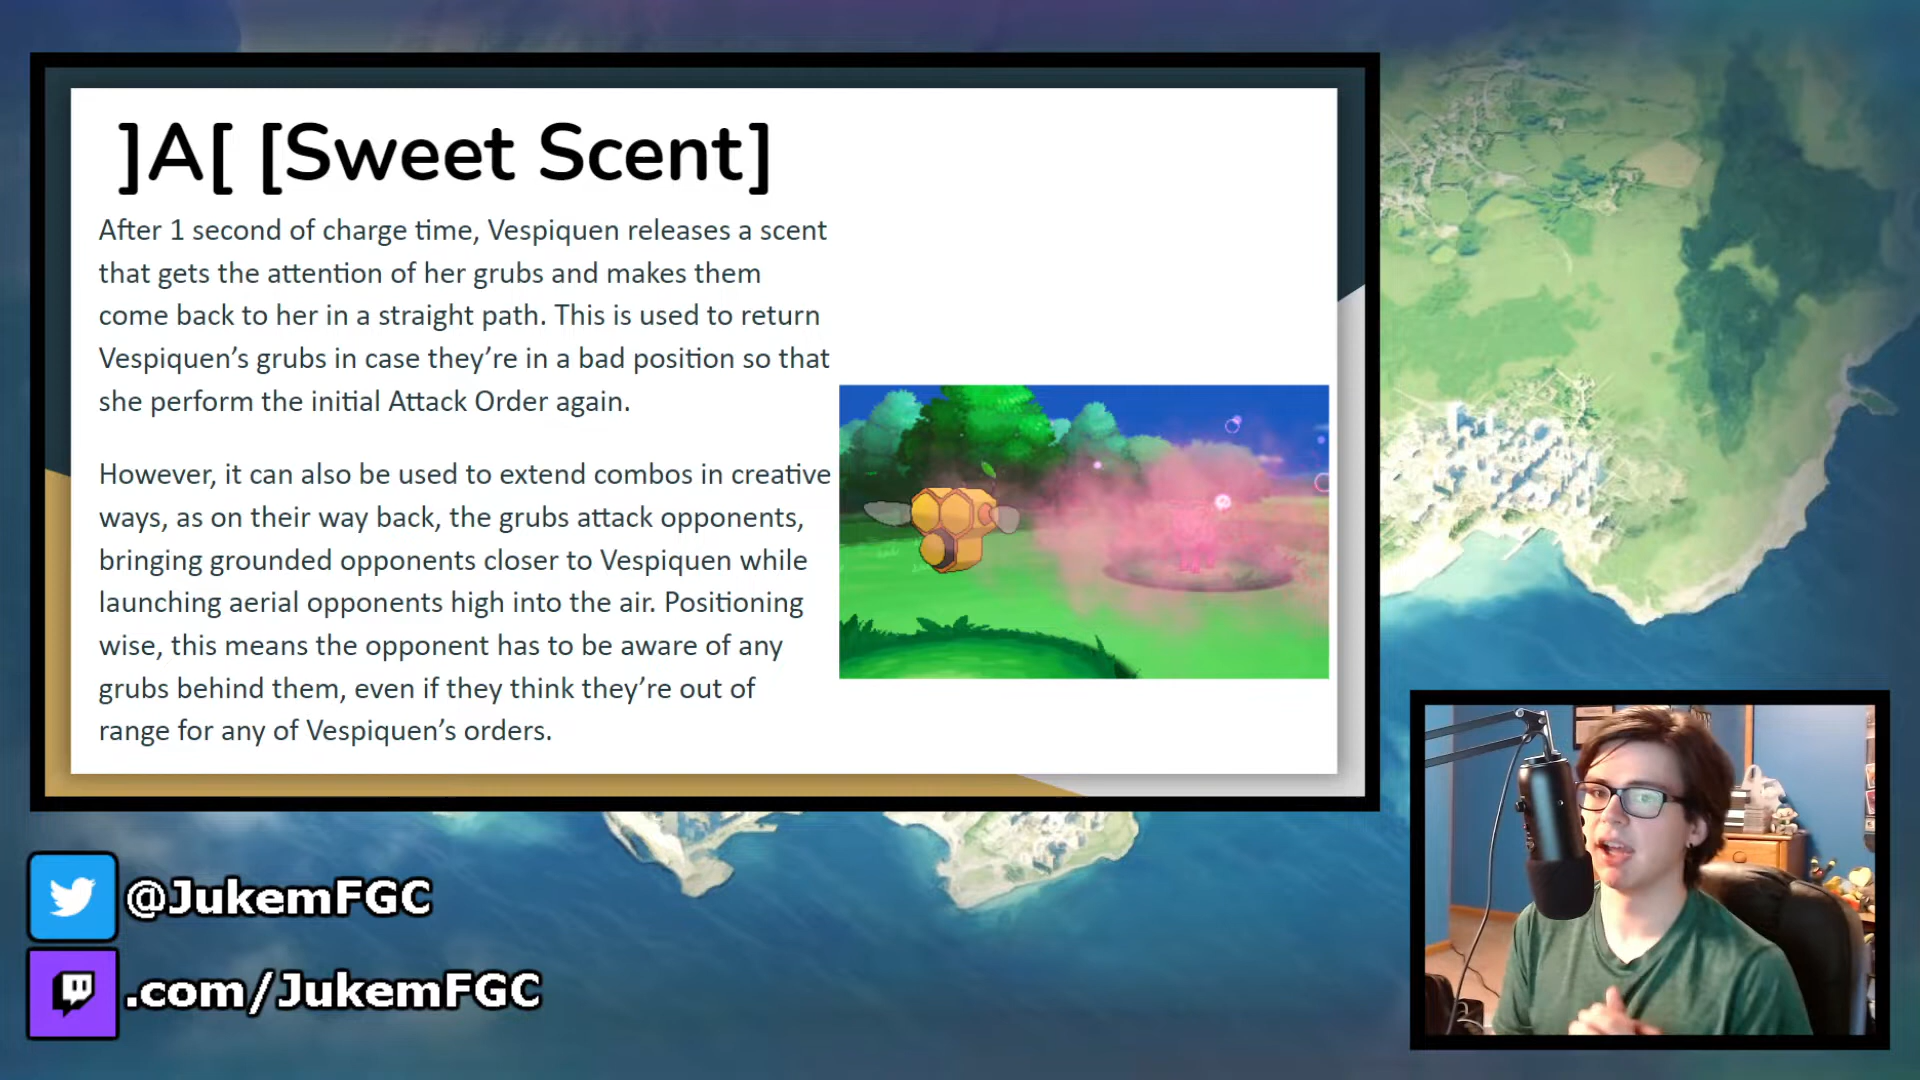 ]A[ [Sweet Scent]
After 1 second of charge time, Vespiquen releases a scent
that gets the attention of her grubs and makes them
come back to her in a straight path. This is used to return
Vespiquen’s grubs in case they’re in a bad position so that
she perform the initial Attack Order again.
However, it can also be used to extend combos in creative
ways, as on their way back, the grubs attack opponents,
bringing grounded opponents closer to Vespiquen while
launching aerial opponents high into the air. Positioning
wise, this means the opponent has to be aware of any
grubs behind them, even if they think they’re out of
range for any of Vespiquen’s orders.
@JukemFGC
.com/JukemFGC